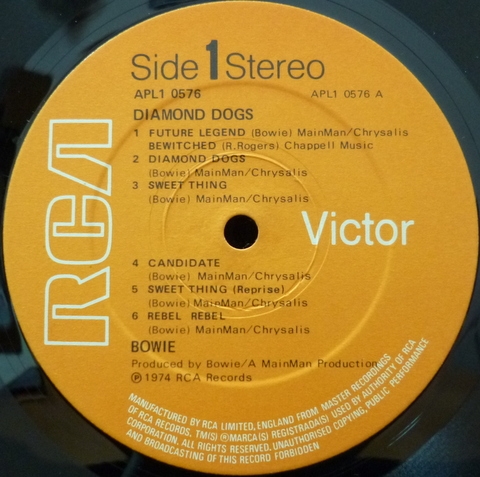 Side 1 Stereo
APL1 0576 APL1 0576 A
DIAMOND DOGS
1 FUTURE LEGEND (Bowie) MainMan/Chrysalis
BEWITCHED (R.Rogers) Chappell Music
2 DIAMOND DOGS
(Bowie) MainMan/Chrysalis
3 SWEET THING
(Bowie) MainMan/Chrysalis
RCA
Victor
4 CANDIDATE
(Bowie) MainMan/Chrysalis
5 SWEET THING (Reprise)
(Bowie) MainMan/Chrysalis
6 REBEL REBEL
(Bowie) MainMan/Chrysalis
BOWIE
Produced by Bowie/A MainMan Production
℗ 1974 RCA Records
MANUFACTURED BY RCA LIMITED, ENGLAND FROM MASTER RECORDINGS
OF RCA RECORDS. TM(S) ® MARCA(S) REGISTRADA(S) USED BY AUTHORITY OF RCA
CORPORATION. ALL RIGHTS RESERVED. UNAUTHORISED COPYING, PUBLIC PERFORMANCE
AND BROADCASTING OF THIS RECORD FORBIDDEN